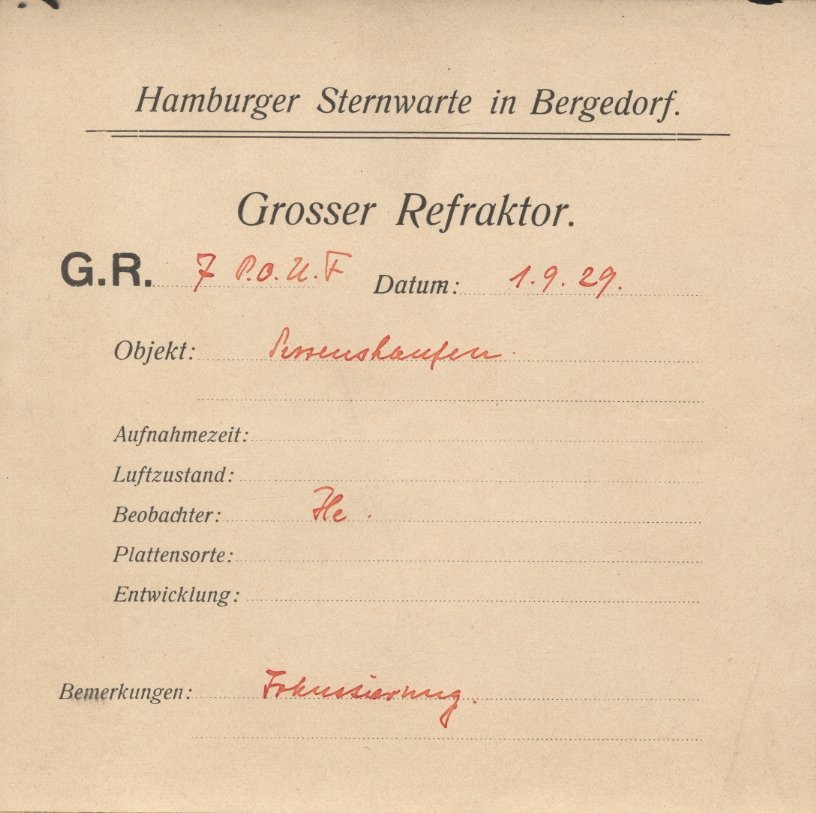 Hamburger Sternwarte in Bergedorf.
Grosser Refraktor.
G.R. 7 P.O.U.F Datum: 1.9.29.
Objekt:
Aufnahmezeit:
Luftzustand:
Beobachter: He.
Plattensorte:
Entwicklung:
Bemerkungen: Fokussierung.